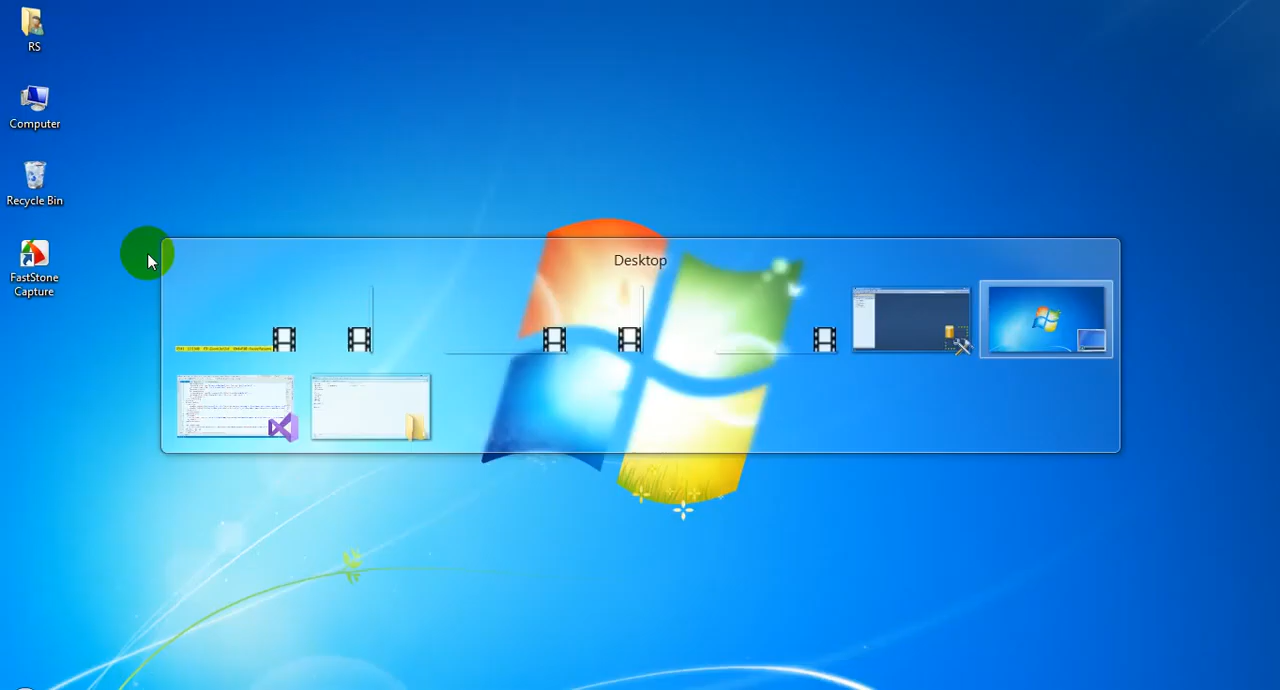 RS
Computer
Recycle Bin
FastStone
Capture
Desktop